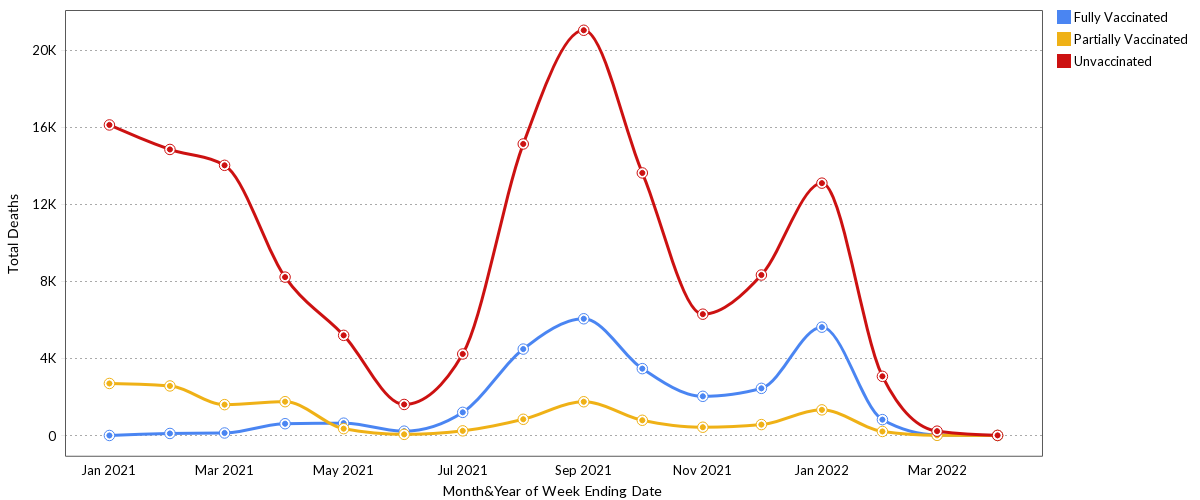 Fully Vaccinated
Partially Vaccinated
Unvaccinated
20K
16K
12K
8K
4K
0
Total Deaths
Jan 2021 Mar 2021 May 2021 Jul 2021 Sep 2021 Nov 2021 Jan 2022 Mar 2022
Month&Year of Week Ending Date